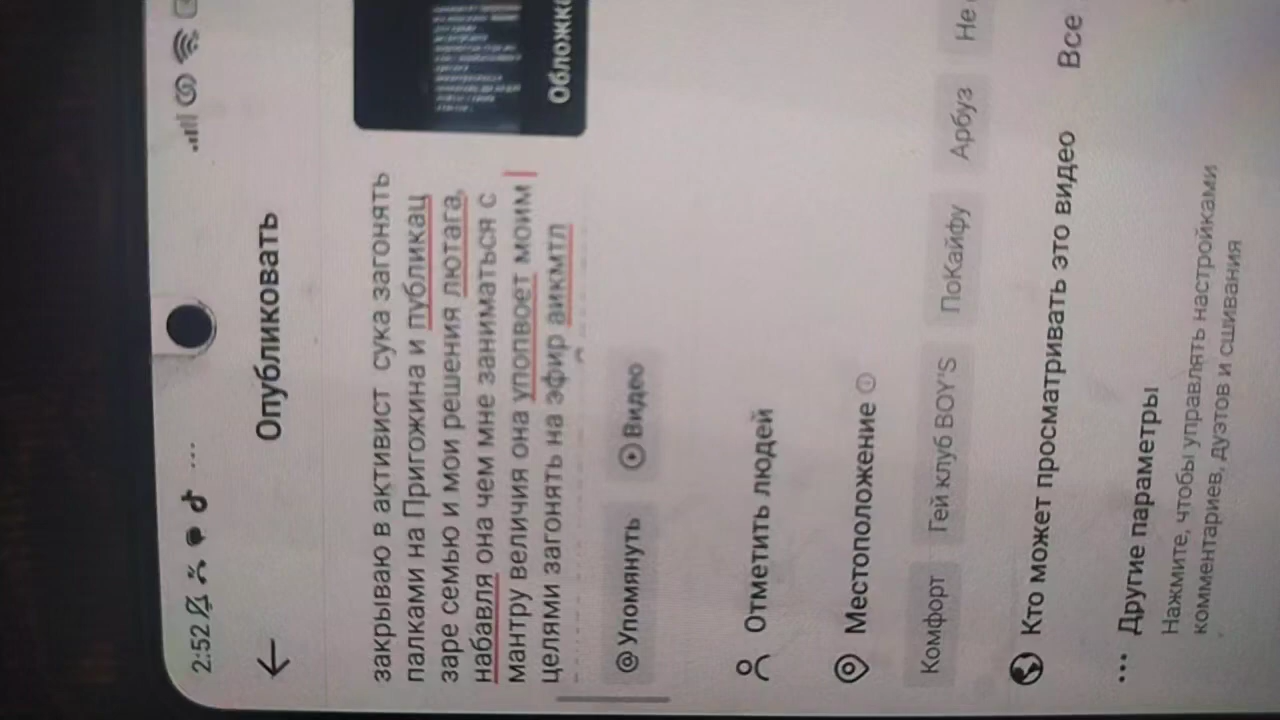 2:52 ...
← Опубликовать
закрываю в активист сука загонять
палками на Пригожина и публикац
заре семью и мои решения лютага,
набавля она чем мне заниматься с
мантру величия она упопвоет моим
целями загонять на эфир аикмтл
Обложка
@ Упомянуть Видео
Отметить людей
Местоположение
Комфорт Гей клуб BOY'S ПоКайфу Арбуз Не
Кто может просматривать это видео Все
Другие параметры
Нажмите, чтобы управлять настройками
комментариев, дуэтов и сшивания